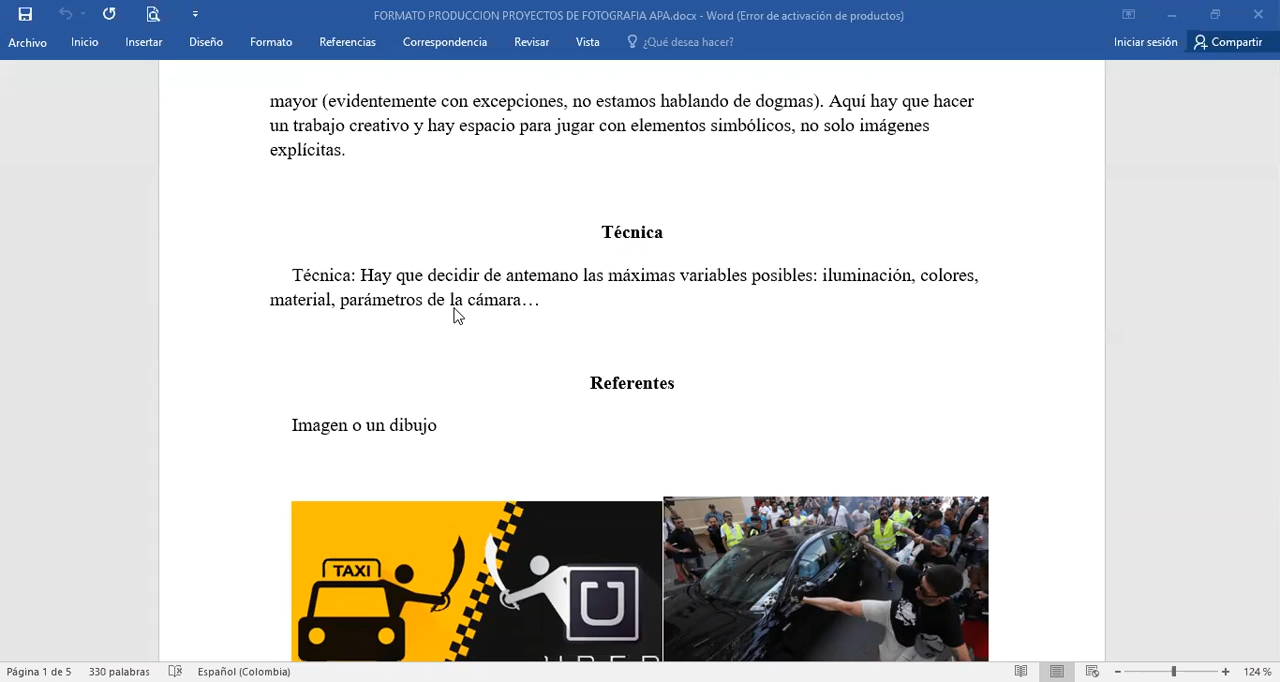 FORMATO PRODUCCION PROYECTOS DE FOTOGRAFIA APA.docx - Word (Error de activación de productos)
Archivo Inicio Insertar Diseño Formato Referencias Correspondencia Revisar Vista ¿Qué desea hacer? Iniciar sesión Compartir
mayor (evidentemente con excepciones, no estamos hablando de dogmas). Aquí hay que hacer
un trabajo creativo y hay espacio para jugar con elementos simbólicos, no solo imágenes
explícitas.
Técnica
Técnica: Hay que decidir de antemano las máximas variables posibles: iluminación, colores,
material, parámetros de la cámara…
Referentes
Imagen o un dibujo
TAXI
UBER
Página 1 de 5 330 palabras Español (Colombia) 124 %